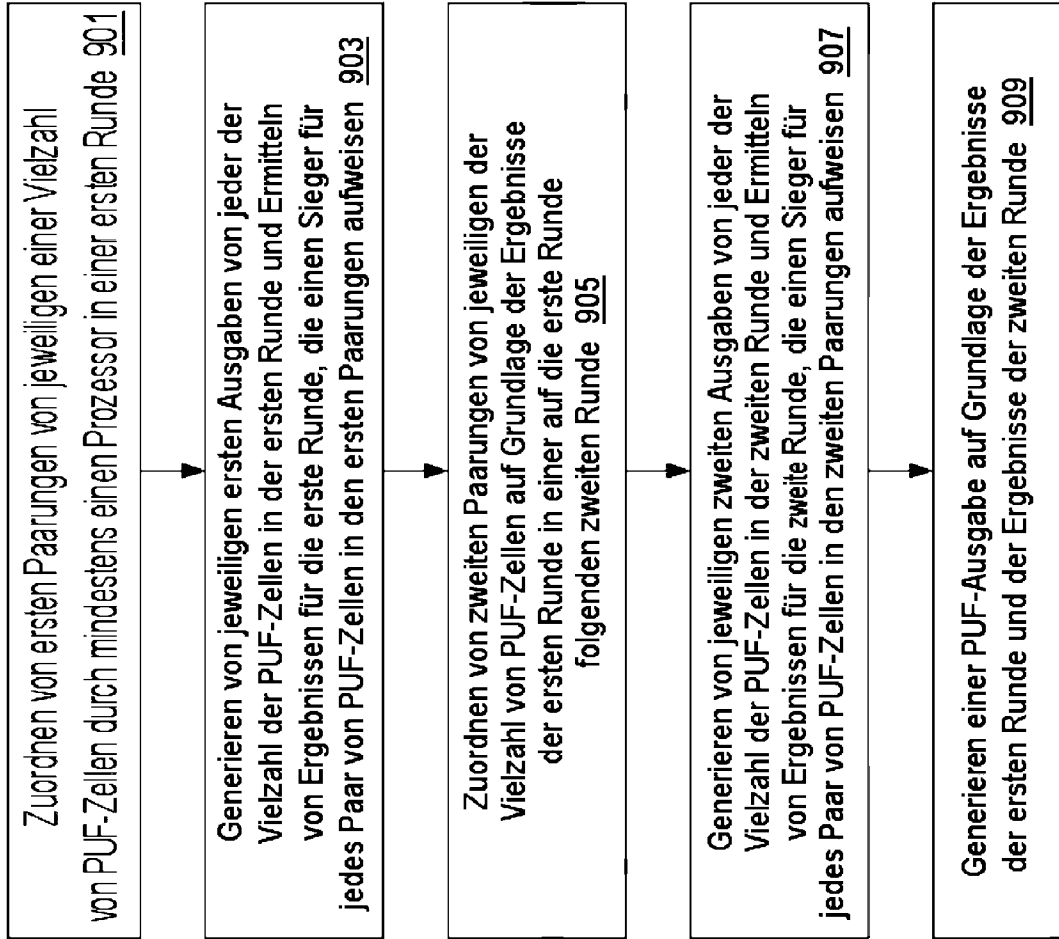 Zuordnen von ersten Paarungen von jeweiligen einer Vielzahl
von PUF-Zellen durch mindestens einen Prozessor in einer ersten Runde 901
Generieren von jeweiligen ersten Ausgaben von jeder der
Vielzahl der PUF-Zellen in der ersten Runde und Ermitteln
von Ergebnissen für die erste Runde, die einen Sieger für
jedes Paar von PUF-Zellen in den ersten Paarungen aufweisen 903
Zuordnen von zweiten Paarungen von jeweiligen der
Vielzahl von PUF-Zellen auf Grundlage der Ergebnisse
der ersten Runde in einer auf die erste Runde
folgenden zweiten Runde 905
Generieren von jeweiligen zweiten Ausgaben von jeder der
Vielzahl der PUF-Zellen in der zweiten Runde und Ermitteln
von Ergebnissen für die zweite Runde, die einen Sieger für
jedes Paar von PUF-Zellen in den zweiten Paarungen aufweisen 907
Generieren einer PUF-Ausgabe auf Grundlage der Ergebnisse
der ersten Runde und der Ergebnisse der zweiten Runde 909